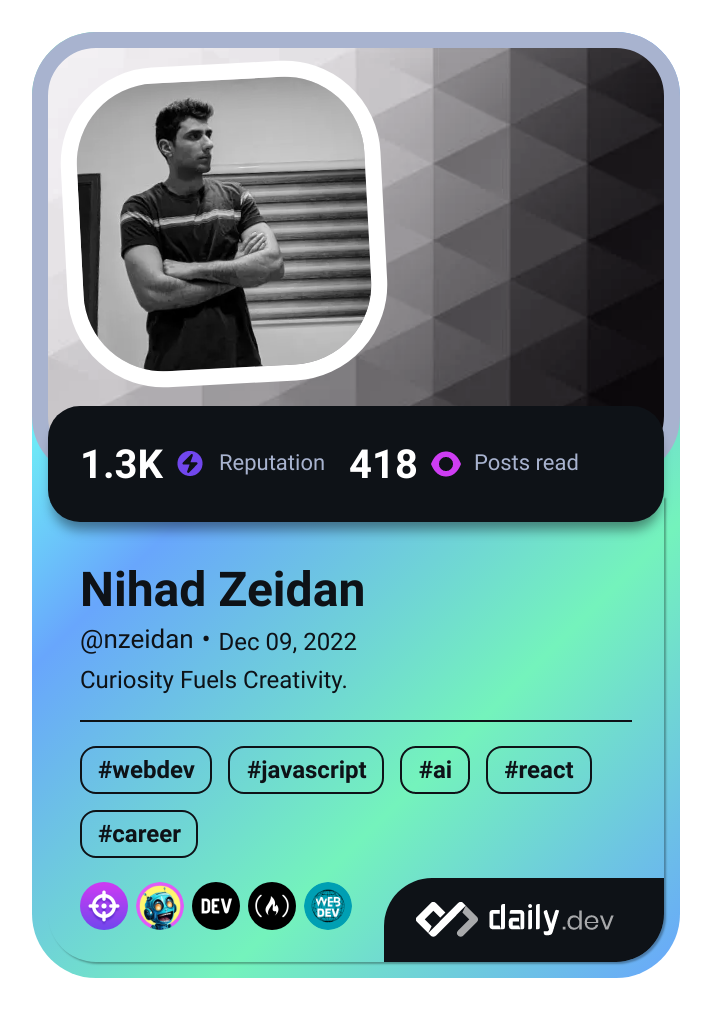 1.3K Reputation 418 Posts read
Nihad Zeidan
@nzeidan • Dec 09, 2022
Curiosity Fuels Creativity.
#webdev #javascript #ai #react
#career
DEV WEB DEV
daily.dev